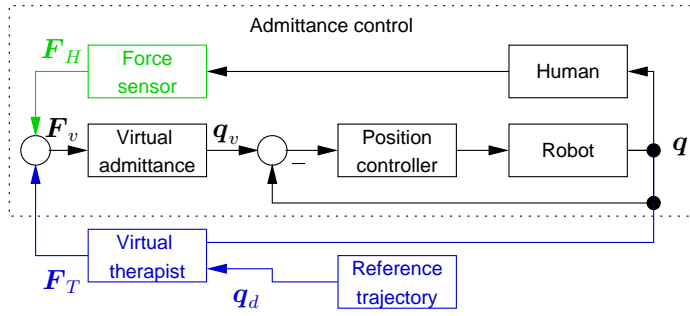 Admittance control
F_H
Force
sensor
Human
F_v
Virtual
admittance
q_v
−
Position
controller
Robot
q
F_T
Virtual
therapist
q_d
Reference
trajectory